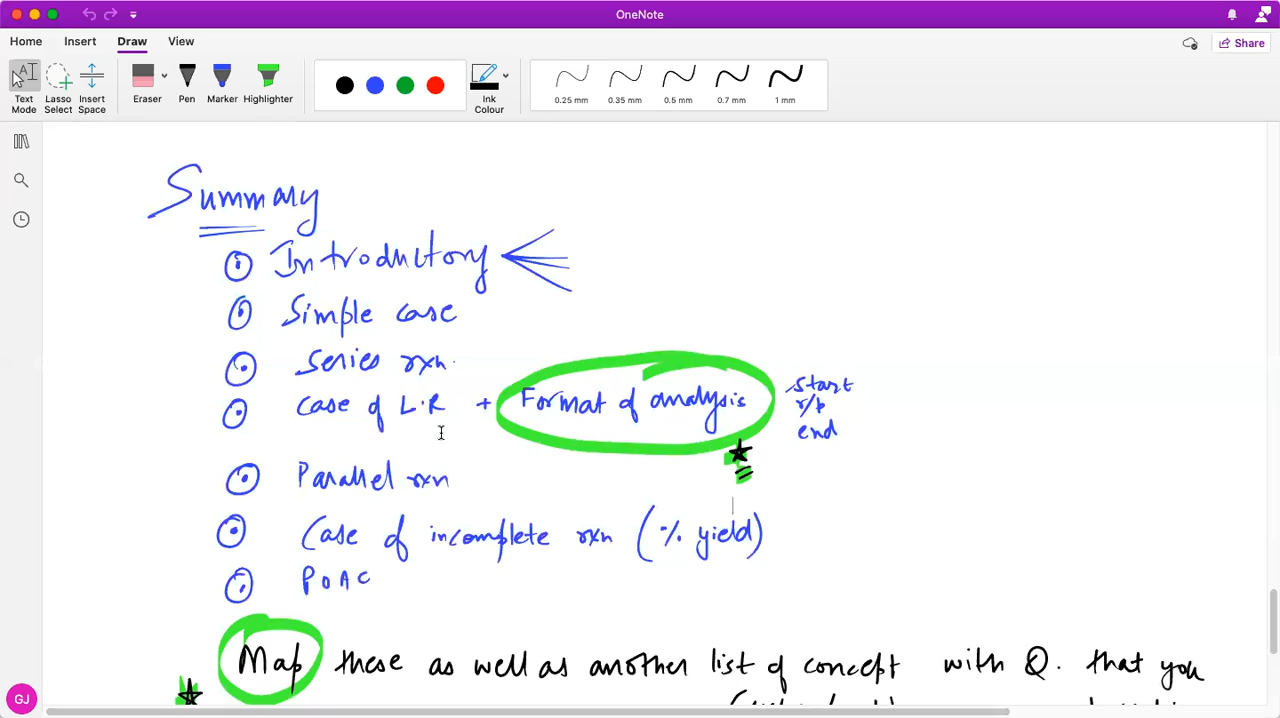 OneNote
Home Insert Draw View
Share
Text Mode
Lasso Select
Insert Space
Eraser
Pen
Marker
Highlighter
Ink Colour
0.25 mm 0.35 mm 0.5 mm 0.7 mm 1 mm
Summary
Introductory
Simple case
Series rxn.
Case of L.R + Format of analysis
start
r/p
end
Parallel rxn
Case of incomplete rxn (% yield)
POAC
Map these as well as another list of concept with Q. that you
GJ